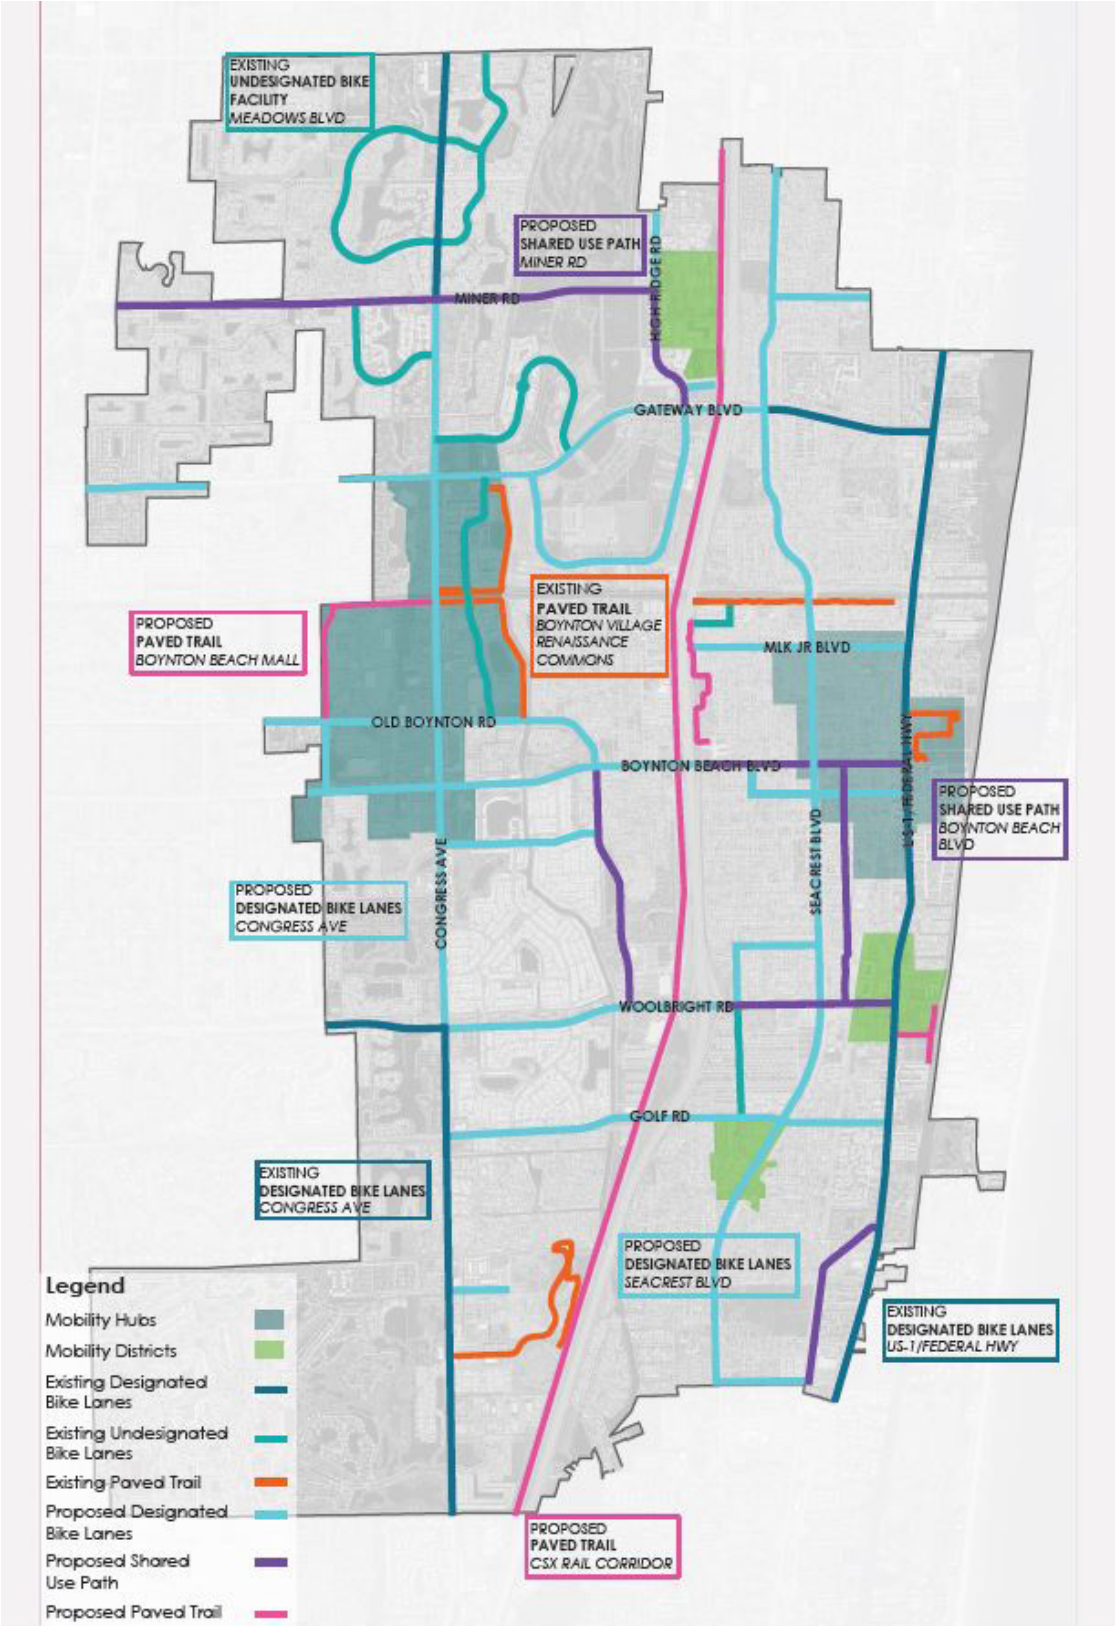 EXISTING
UNDESIGNATED BIKE
FACILITY
MEADOWS BLVD
PROPOSED
SHARED USE PATH
MINER RD
HIGH RIDGE RD
MINER RD
GATEWAY BLVD
EXISTING
PAVED TRAIL
BOYNTON VILLAGE
RENAISSANCE
COMMONS
PROPOSED
PAVED TRAIL
BOYNTON BEACH MALL
MLK JR BLVD
OLD BOYNTON RD
BOYNTON BEACH BLVD
US-1/FEDERAL HWY
PROPOSED
SHARED USE PATH
BOYNTON BEACH
BLVD
SEACREST BLVD
CONGRESS AVE
PROPOSED
DESIGNATED BIKE LANES
CONGRESS AVE
WOOLBRIGHT RD
GOLF RD
EXISTING
DESIGNATED BIKE LANES
CONGRESS AVE
PROPOSED
DESIGNATED BIKE LANES
SEACREST BLVD
EXISTING
DESIGNATED BIKE LANES
US-1/FEDERAL HWY
Legend
Mobility Hubs
Mobility Districts
Existing Designated
Bike Lanes
Existing Undesignated
Bike Lanes
Existing Paved Trail
Proposed Designated
Bike Lanes
Proposed Shared
Use Path
Proposed Paved Trail
PROPOSED
PAVED TRAIL
CSX RAIL CORRIDOR